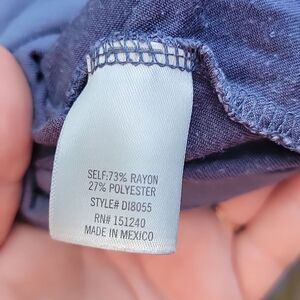 SELF:73% RAYON
27% POLYESTER
STYLE# DI8055
RN# 151240
MADE IN MEXICO